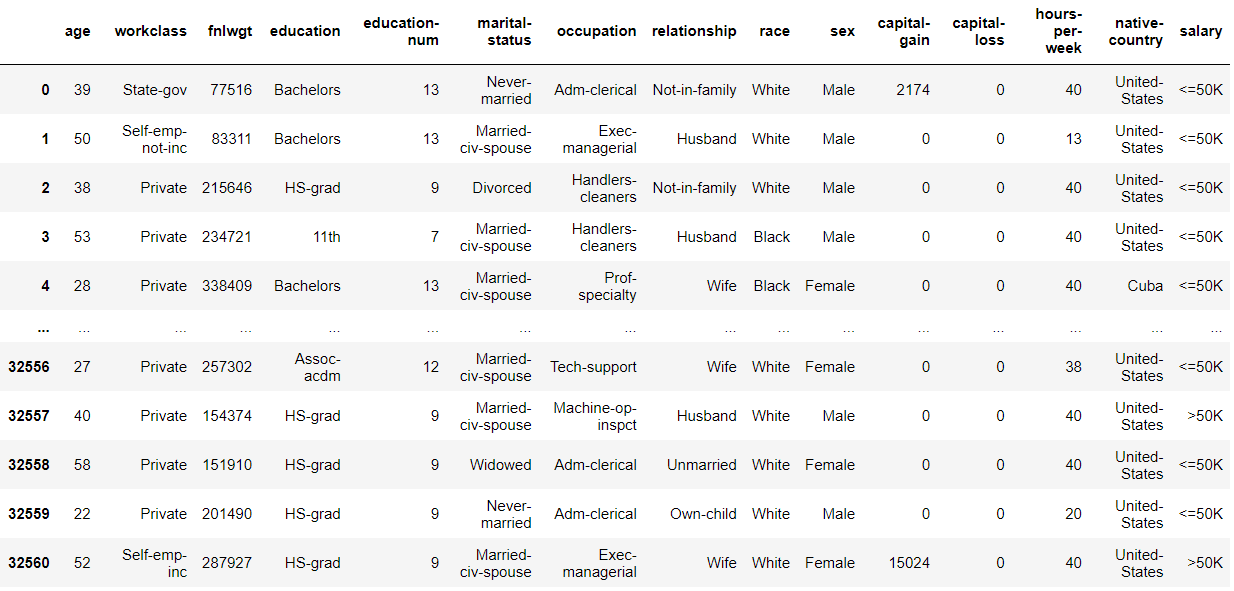 age workclass fnlwgt education education-num marital-status occupation relationship race sex capital-gain capital-loss hours-per-week native-country salary
0 39 State-gov 77516 Bachelors 13 Never-married Adm-clerical Not-in-family White Male 2174 0 40 United-States <=50K
1 50 Self-emp-not-inc 83311 Bachelors 13 Married-civ-spouse Exec-managerial Husband White Male 0 0 13 United-States <=50K
2 38 Private 215646 HS-grad 9 Divorced Handlers-cleaners Not-in-family White Male 0 0 40 United-States <=50K
3 53 Private 234721 11th 7 Married-civ-spouse Handlers-cleaners Husband Black Male 0 0 40 United-States <=50K
4 28 Private 338409 Bachelors 13 Married-civ-spouse Prof-specialty Wife Black Female 0 0 40 Cuba <=50K
... ... ... ... ... ... ... ... ... ... ... ... ... ... ... ...
32556 27 Private 257302 Assoc-acdm 12 Married-civ-spouse Tech-support Wife White Female 0 0 38 United-States <=50K
32557 40 Private 154374 HS-grad 9 Married-civ-spouse Machine-op-inspct Husband White Male 0 0 40 United-States >50K
32558 58 Private 151910 HS-grad 9 Widowed Adm-clerical Unmarried White Female 0 0 40 United-States <=50K
32559 22 Private 201490 HS-grad 9 Never-married Adm-clerical Own-child White Male 0 0 20 United-States <=50K
32560 52 Self-emp-inc 287927 HS-grad 9 Married-civ-spouse Exec-managerial Wife White Female 15024 0 40 United-States >50K